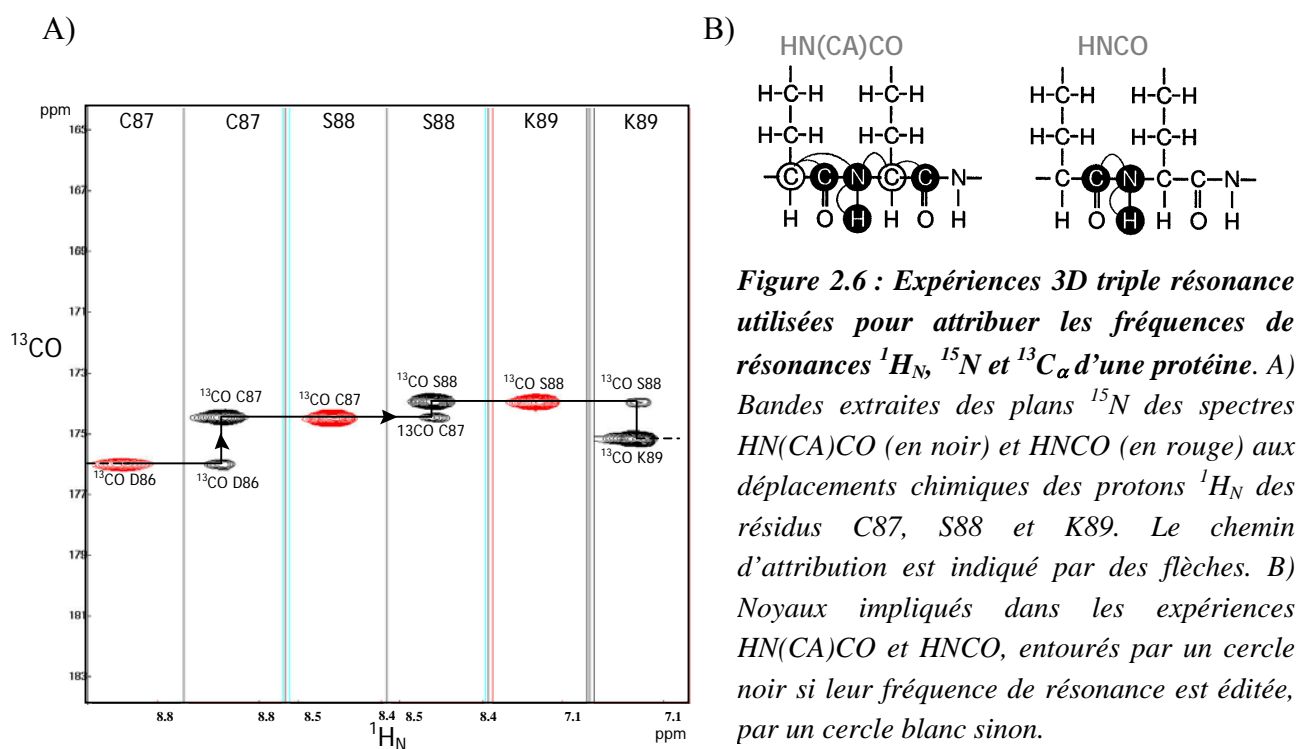 A)
ppm
C87 C87 S88 S88 K89 K89
165
167
169
171
¹³CO
173
175
177
179
181
183
¹³CO C87
¹³CO C87
¹³CO S88
¹³CO S88
¹³CO S88
¹³CO D86
¹³CO D86
13CO C87
¹³CO K89
8.8 8.8 8.5 8.4 8.5 8.4 7.1 7.1
¹H_N
ppm
B)
HN(CA)CO HNCO
H-C-H H-C-H H-C-H H-C-H
H-C-H H-C-H H-C-H H-C-H
C C N C C N C C N C C N
H O H H O H O H H O H
Figure 2.6 : Expériences 3D triple résonance
utilisées pour attribuer les fréquences de
résonances ¹H_N, ¹⁵N et ¹³C_α d'une protéine. A)
Bandes extraites des plans ¹⁵N des spectres
HN(CA)CO (en noir) et HNCO (en rouge) aux
déplacements chimiques des protons ¹H_N des
résidus C87, S88 et K89. Le chemin
d'attribution est indiqué par des flèches. B)
Noyaux impliqués dans les expériences
HN(CA)CO et HNCO, entourés par un cercle
noir si leur fréquence de résonance est éditée,
par un cercle blanc sinon.